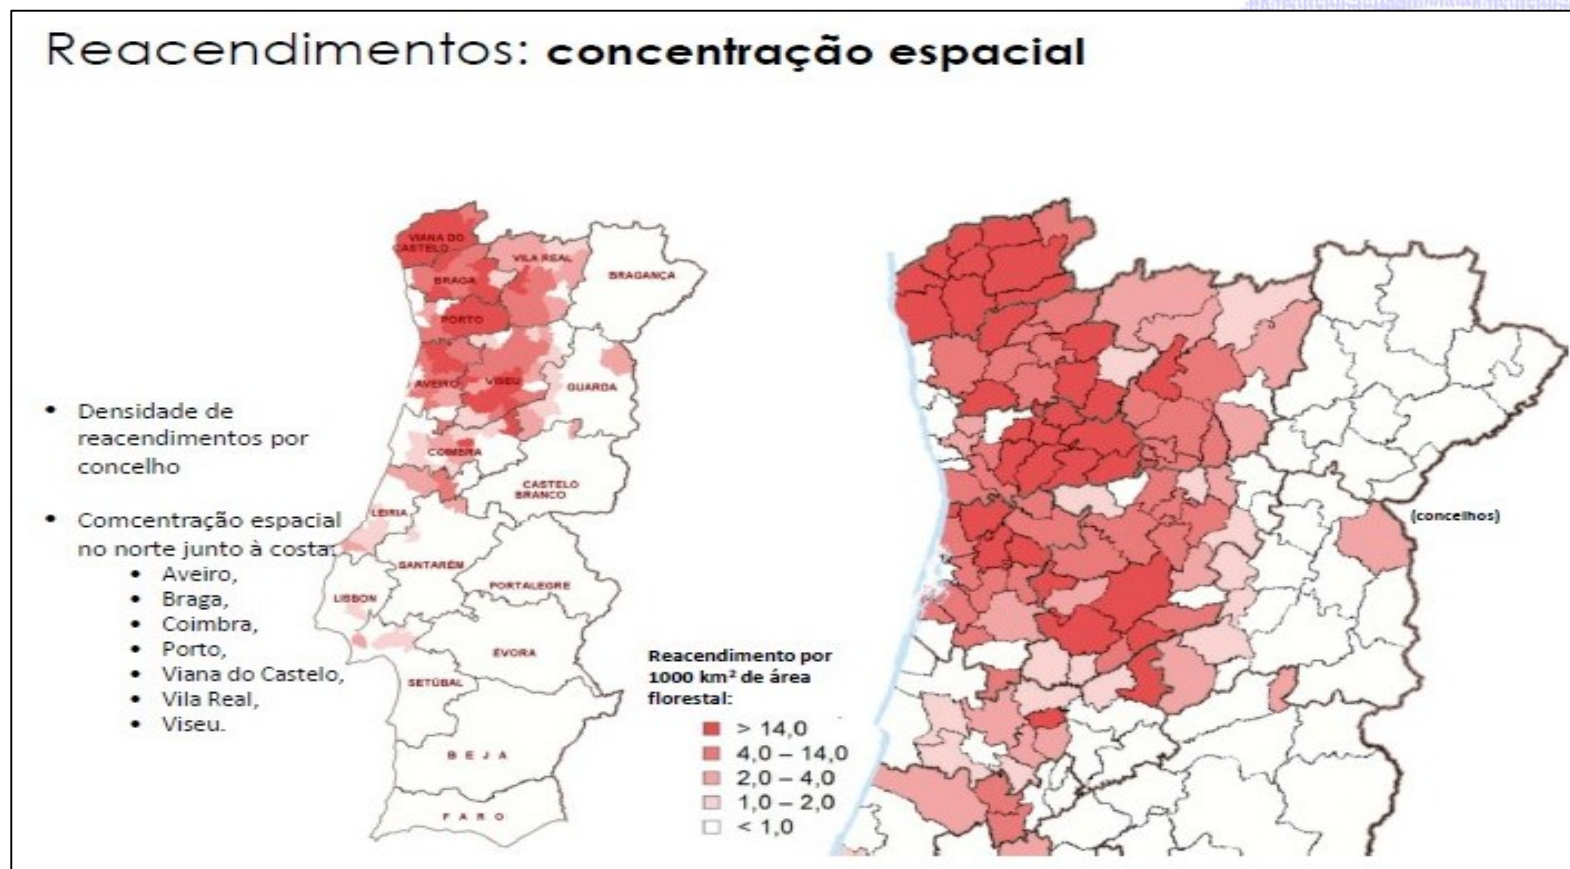 Reacendimentos: concentração espacial
• Densidade de
reacendimentos por
concelho
• Comcentração espacial
no norte junto à costa:
• Aveiro,
• Braga,
• Coimbra,
• Porto,
• Viana do Castelo,
• Vila Real,
• Viseu.
VIANA DO
CASTELO
VILA REAL
BRAGANÇA
BRAGA
PORTO
AVEIRO
VISEU
GUARDA
COIMBRA
CASTELO
BRANCO
LEIRIA
SANTARÉM
PORTALEGRE
LISBON
ÉVORA
SETÚBAL
BEJA
FARO
Reacendimento por
1000 km² de área
florestal:
> 14,0
4,0 – 14,0
2,0 – 4,0
1,0 – 2,0
< 1,0
(concelhos)